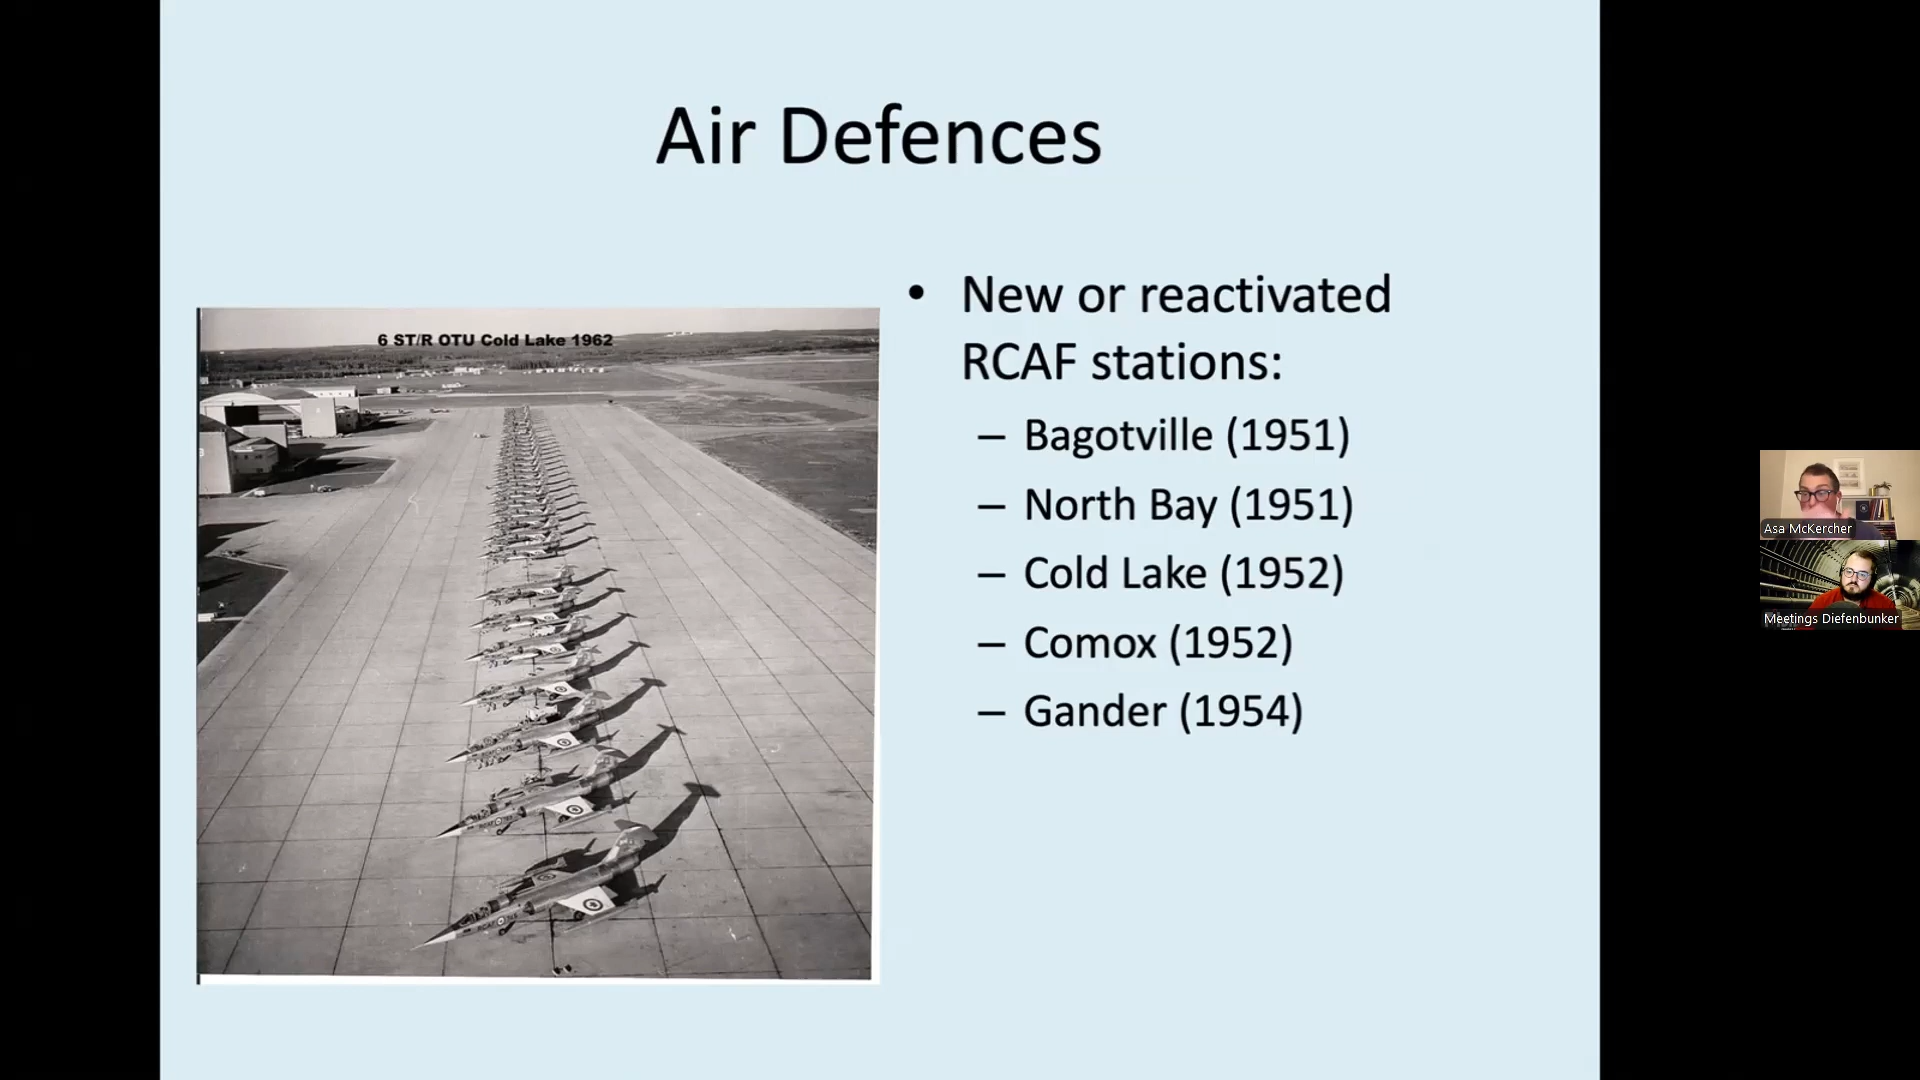 Air Defences
6 ST/R OTU Cold Lake 1962
• New or reactivated
RCAF stations:
– Bagotville (1951)
– North Bay (1951)
– Cold Lake (1952)
– Comox (1952)
– Gander (1954)
Asa McKercher
Meetings Diefenbunker